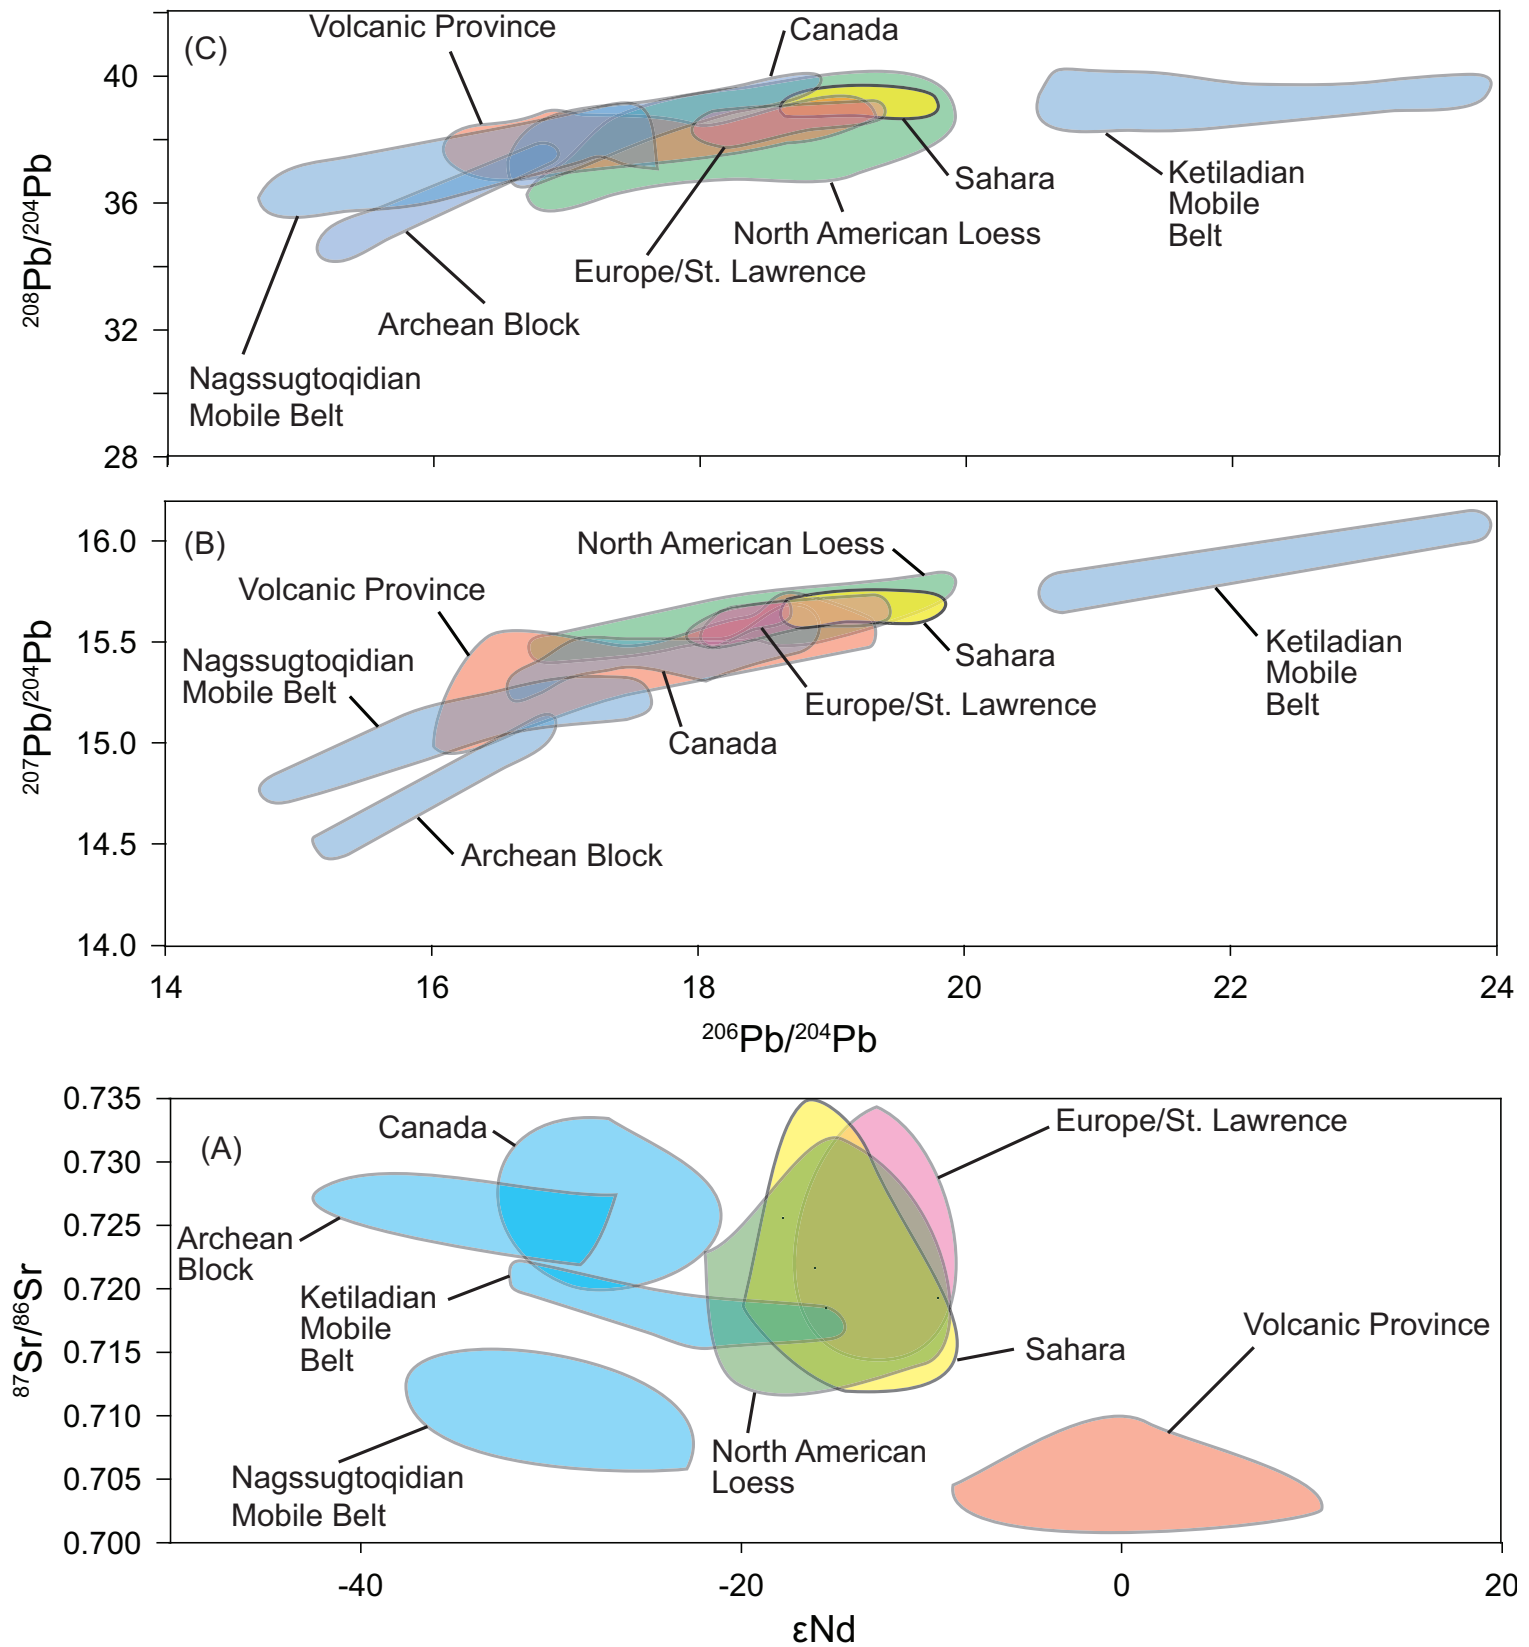 Volcanic Province
Canada
(C)
40
36
32
28
²⁰⁸Pb/²⁰⁴Pb
Sahara
Ketiladian
Mobile
Belt
North American Loess
Europe/St. Lawrence
Archean Block
Nagssugtoqidian
Mobile Belt
(B)
North American Loess
Volcanic Province
16.0
15.5
15.0
14.5
14.0
²⁰⁷Pb/²⁰⁴Pb
Nagssugtoqidian
Mobile Belt
Sahara
Ketiladian
Mobile
Belt
Europe/St. Lawrence
Canada
Archean Block
14
16
18
20
22
24
²⁰⁶Pb/²⁰⁴Pb
0.735
0.730
0.725
0.720
0.715
0.710
0.705
0.700
⁸⁷Sr/⁸⁶Sr
(A)
Canada
Europe/St. Lawrence
Archean
Block
Ketiladian
Mobile
Belt
Volcanic Province
Sahara
North American
Loess
Nagssugtoqidian
Mobile Belt
-40
-20
0
20
εNd